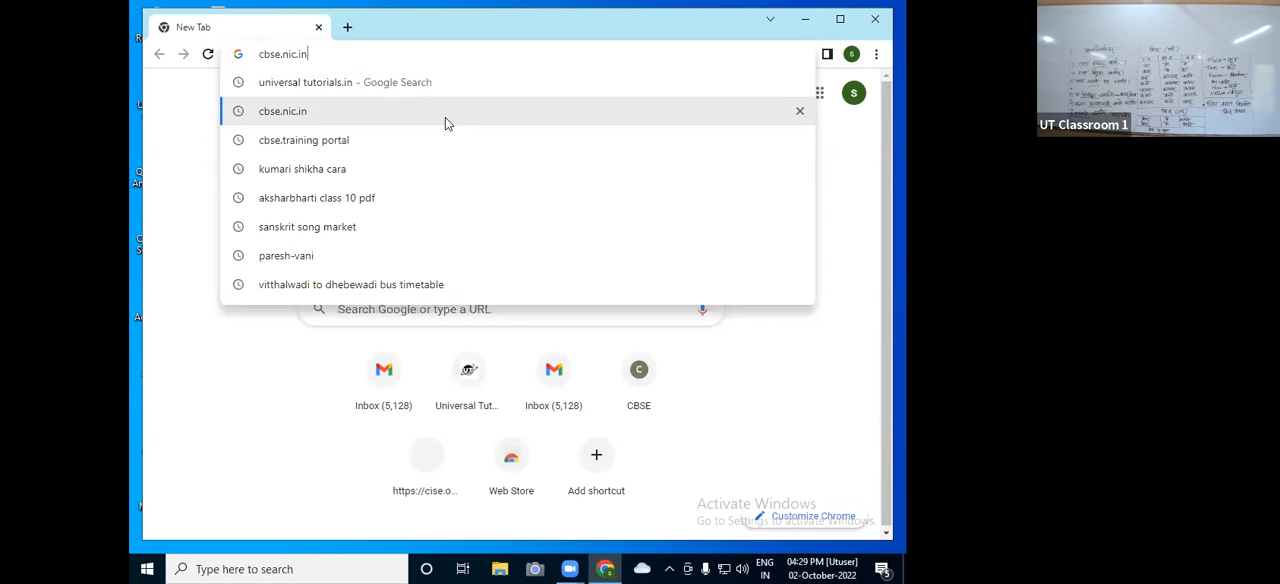 New Tab
cbse.nic.in
universal tutorials.in - Google Search
cbse.nic.in
cbse.training portal
kumari shikha cara
aksharbharti class 10 pdf
sanskrit song market
paresh-vani
vitthalwadi to dhebewadi bus timetable
Search Google or type a URL
Inbox (5,128)
Universal Tut...
Inbox (5,128)
CBSE
https://cise.o...
Web Store
Add shortcut
Activate Windows
Go to Settings to activate Windows.
Customize Chrome
Type here to search
ENG
IN
04:29 PM [Utuser]
02-October-2022
5
S
S
C
UT Classroom 1